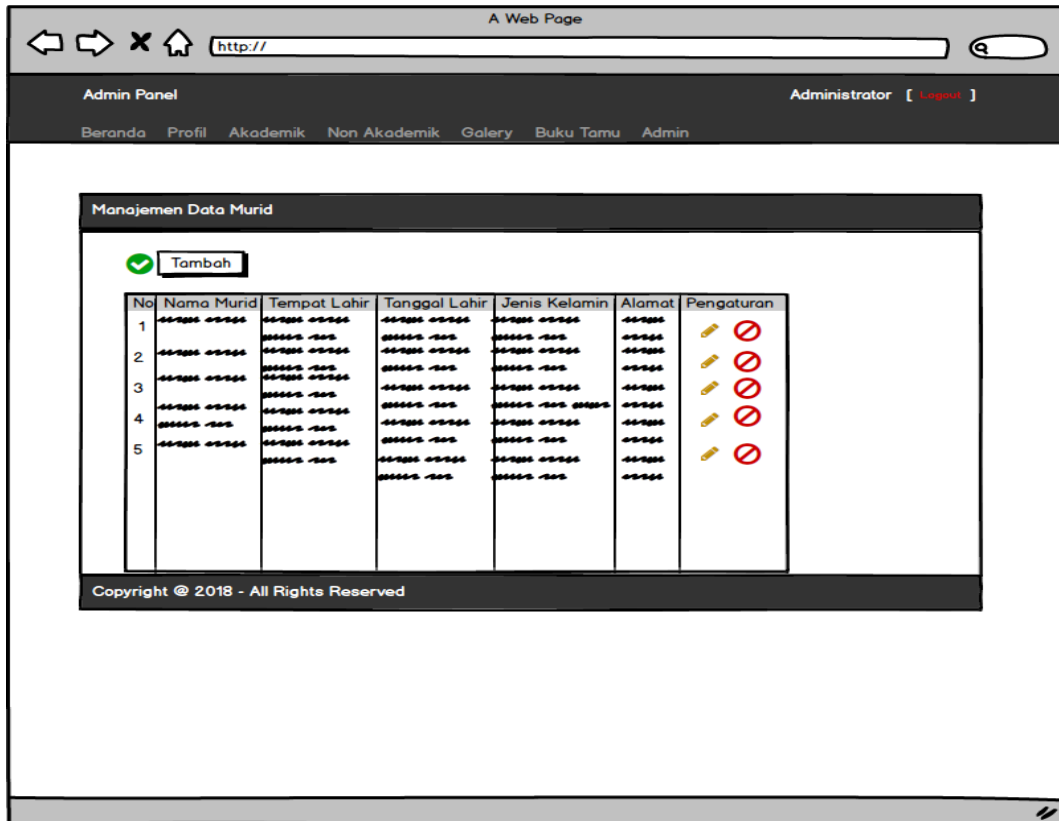 A Web Page
http://
Admin Panel Administrator [ Logout ]
Beranda Profil Akademik Non Akademik Galery Buku Tamu Admin
Manajemen Data Murid
Tambah
No Nama Murid Tempat Lahir Tanggal Lahir Jenis Kelamin Alamat Pengaturan
1
2
3
4
5
Copyright @ 2018 - All Rights Reserved